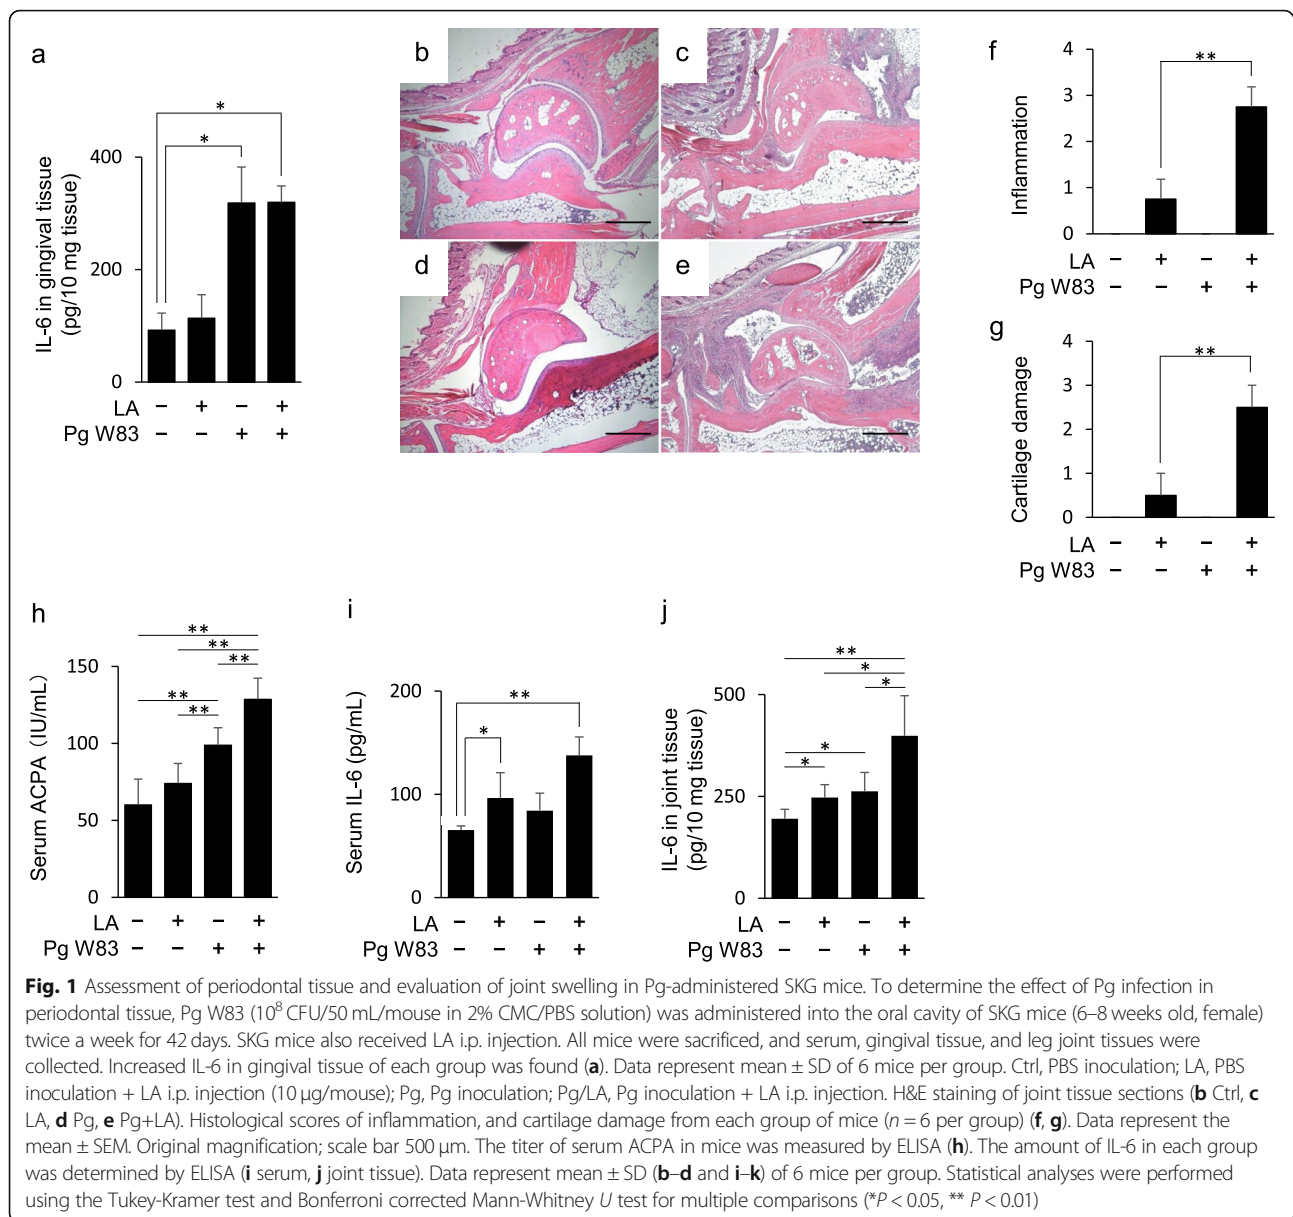 a
*
*
400
200
0
IL-6 in gingival tissue
(pg/10 mg tissue)
LA − + − +
Pg W83 − − + +
b
c
d
e
f
**
4
3
2
1
0
Inflammation
LA − + − +
Pg W83 − − + +
g
**
4
3
2
1
0
Cartilage damage
LA − + − +
Pg W83 − − + +
h
**
**
**
**
**
150
100
50
0
Serum ACPA (IU/mL)
LA − + − +
Pg W83 − − + +
i
**
*
200
100
0
Serum IL-6 (pg/mL)
LA − + − +
Pg W83 − − + +
j
**
*
*
*
*
500
250
0
IL-6 in joint tissue
(pg/10 mg tissue)
LA − + − +
Pg W83 − − + +
Fig. 1 Assessment of periodontal tissue and evaluation of joint swelling in Pg-administered SKG mice. To determine the effect of Pg infection in
periodontal tissue, Pg W83 (10⁸ CFU/50 mL/mouse in 2% CMC/PBS solution) was administered into the oral cavity of SKG mice (6–8 weeks old, female)
twice a week for 42 days. SKG mice also received LA i.p. injection. All mice were sacrificed, and serum, gingival tissue, and leg joint tissues were
collected. Increased IL-6 in gingival tissue of each group was found (a). Data represent mean ± SD of 6 mice per group. Ctrl, PBS inoculation; LA, PBS
inoculation + LA i.p. injection (10 μg/mouse); Pg, Pg inoculation; Pg/LA, Pg inoculation + LA i.p. injection. H&E staining of joint tissue sections (b Ctrl, c
LA, d Pg, e Pg+LA). Histological scores of inflammation, and cartilage damage from each group of mice (n = 6 per group) (f, g). Data represent the
mean ± SEM. Original magnification; scale bar 500 μm. The titer of serum ACPA in mice was measured by ELISA (h). The amount of IL-6 in each group
was determined by ELISA (i serum, j joint tissue). Data represent mean ± SD (b–d and i–k) of 6 mice per group. Statistical analyses were performed
using the Tukey-Kramer test and Bonferroni corrected Mann-Whitney U test for multiple comparisons (*P < 0.05, ** P < 0.01)